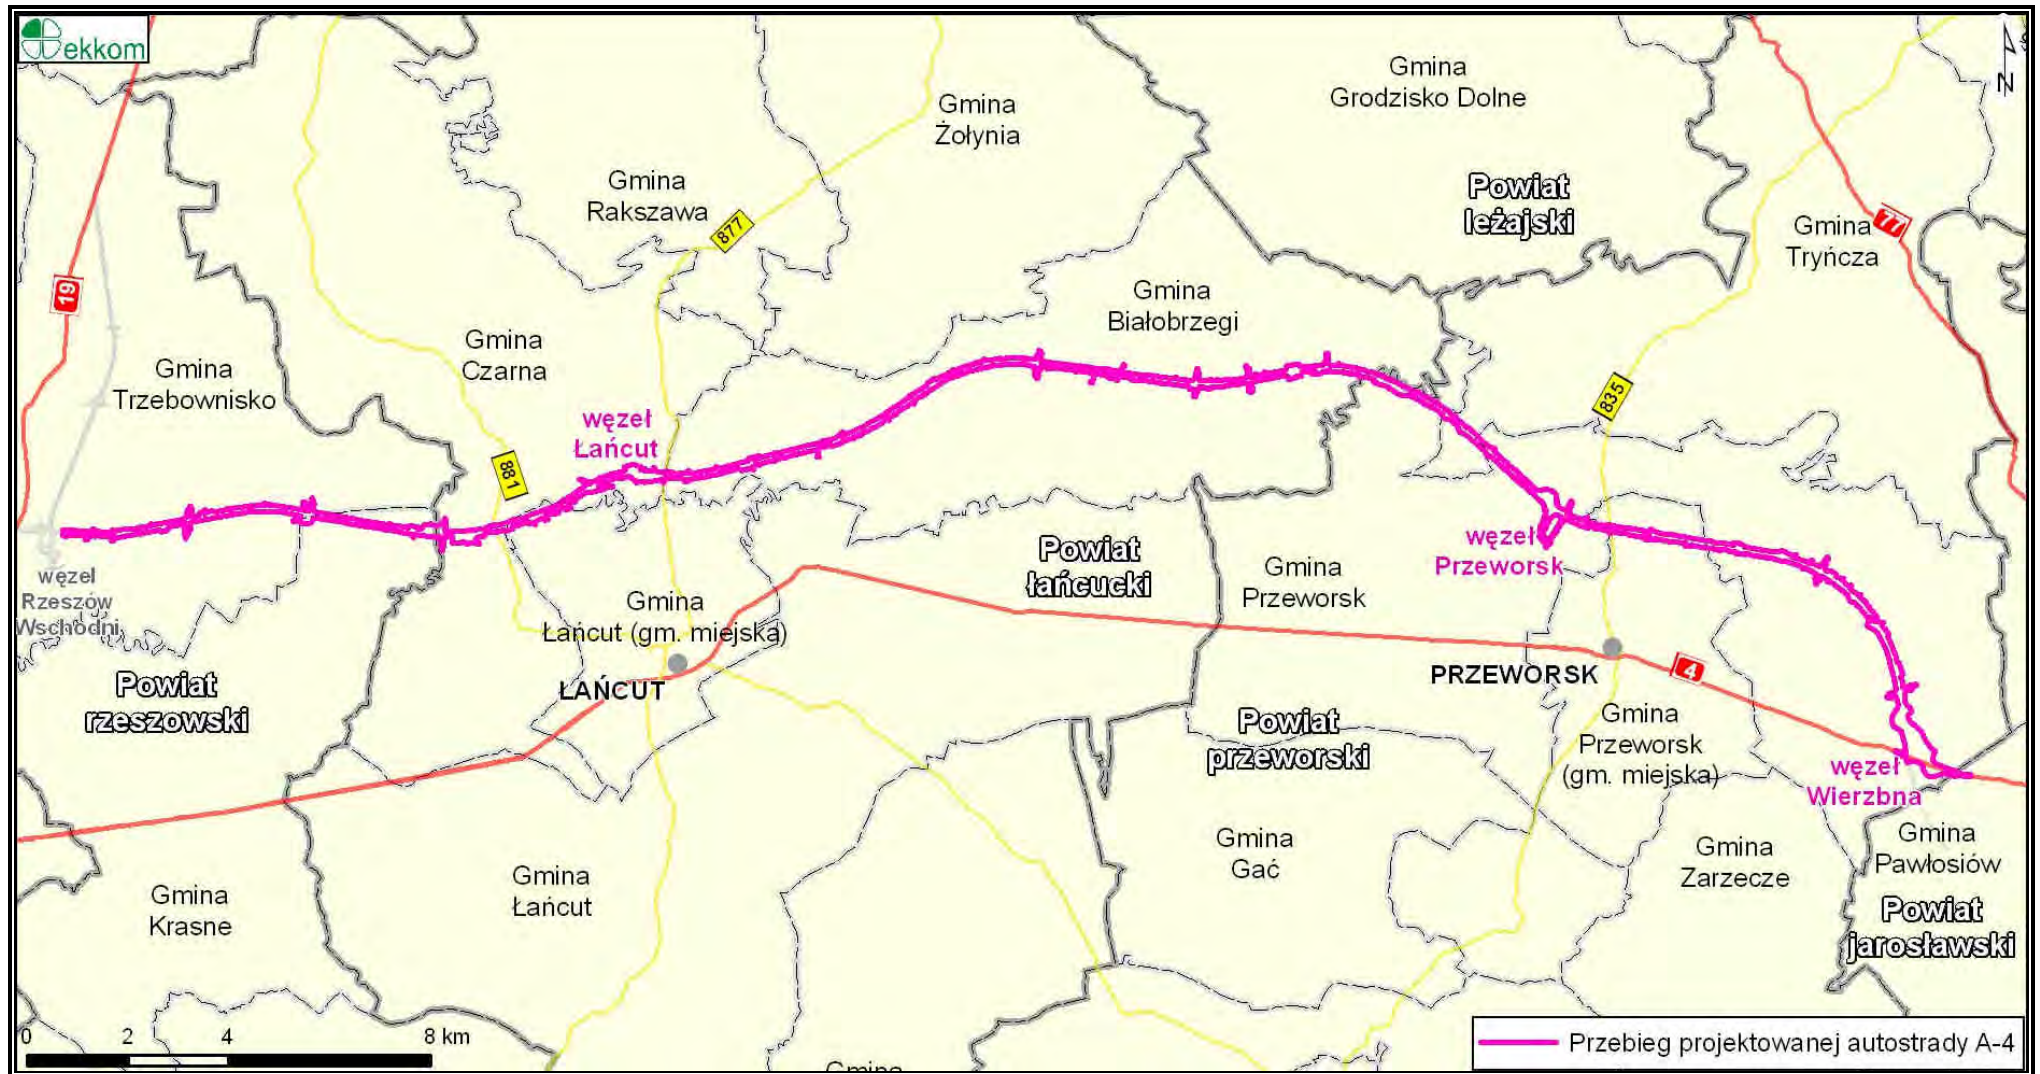 ekkom
Gmina
Grodzisko Dolne
Gmina
Żołynia
Gmina
Rakszawa
877
Powiat
leżajski
Gmina
Tryńcza
77
19
Gmina
Białobrzegi
Gmina
Czarna
Gmina
Trzebownisko
835
węzeł
Łańcut
881
węzeł
Przeworsk
Powiat
łańcucki
Gmina
Przeworsk
węzeł
Rzeszów
Wschodni
Gmina
Łańcut (gm. miejska)
ŁAŃCUT
PRZEWORSK
4
Powiat
rzeszowski
Powiat
przeworski
Gmina
Przeworsk
(gm. miejska)
węzeł
Wierzbna
Gmina
Gać
Gmina
Zarzecze
Gmina
Pawłosiów
Gmina
Krasne
Gmina
Łańcut
Powiat
jarosławski
0 2 4 8 km
Przebieg projektowanej autostrady A-4
Gmina
N